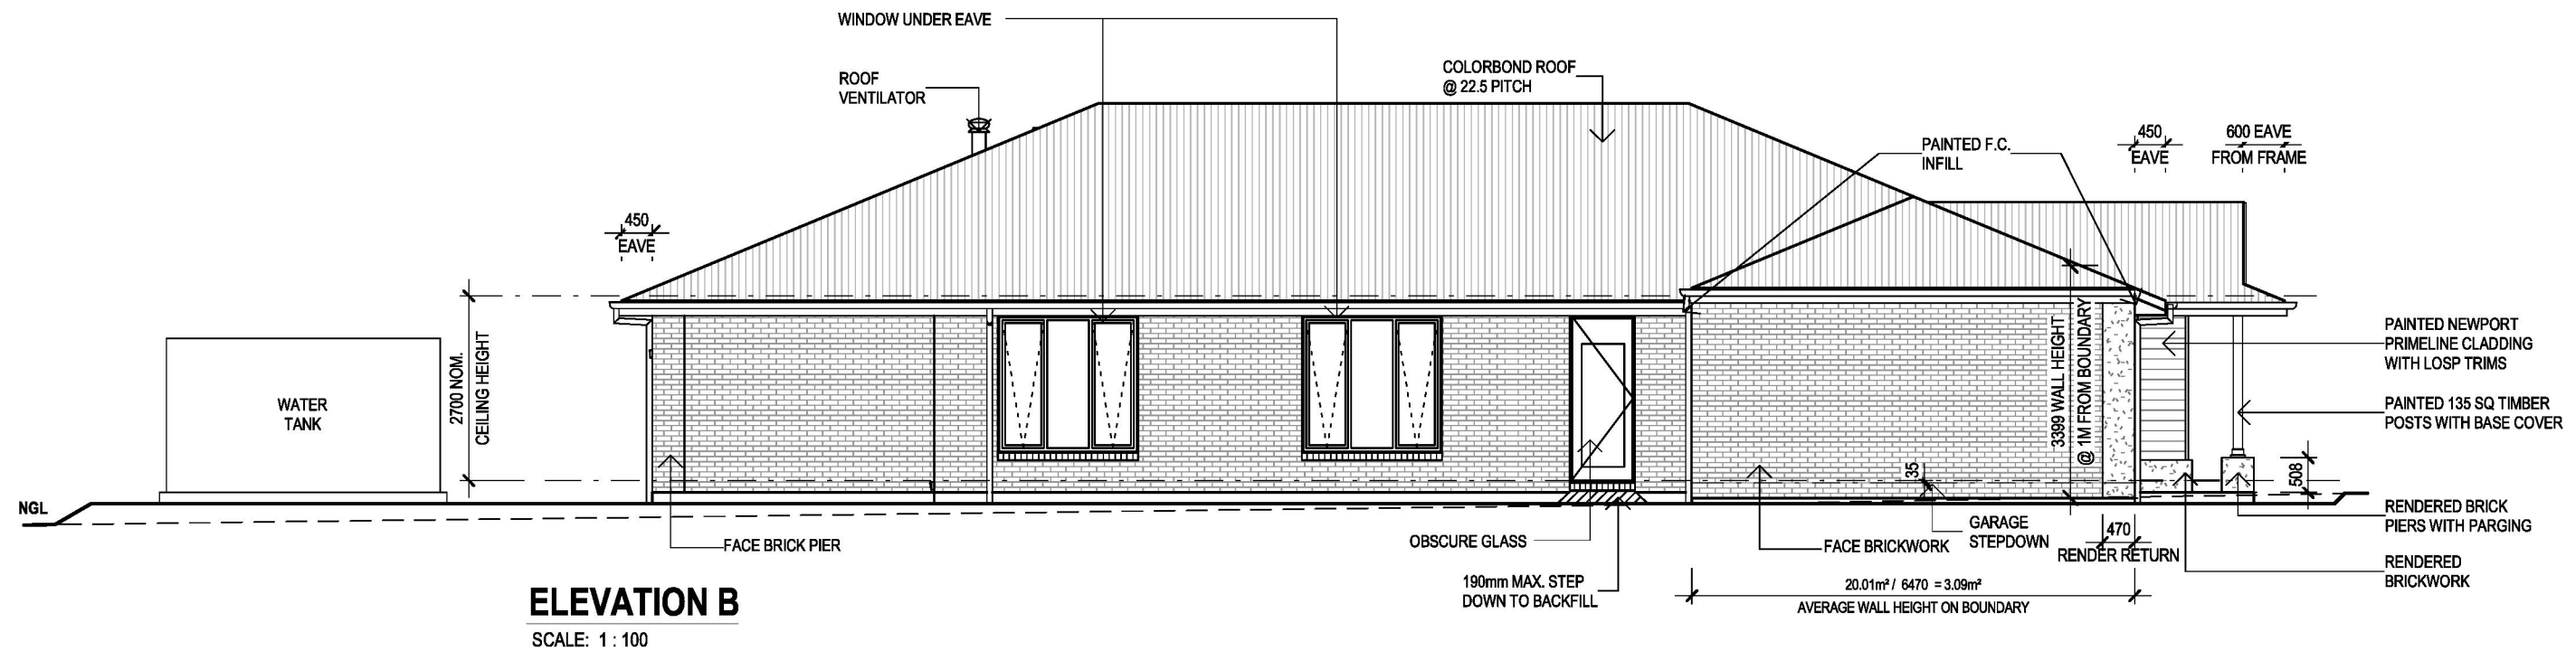 WINDOW UNDER EAVE
ROOF
VENTILATOR
COLORBOND ROOF
@ 22.5 PITCH
PAINTED F.C.
INFILL
450
EAVE
600 EAVE
FROM FRAME
450
EAVE
2700 NOM.
CEILING HEIGHT
WATER
TANK
3399 WALL HEIGHT
@ 1M FROM BOUNDARY
PAINTED NEWPORT
PRIMELINE CLADDING
WITH LOSP TRIMS
PAINTED 135 SQ TIMBER
POSTS WITH BASE COVER
35
508
NGL
RENDERED BRICK
PIERS WITH PARGING
FACE BRICK PIER
OBSCURE GLASS
FACE BRICKWORK
GARAGE
STEPDOWN
470
RENDER RETURN
RENDERED
BRICKWORK
190mm MAX. STEP
DOWN TO BACKFILL
20.01m² / 6470 = 3.09m²
AVERAGE WALL HEIGHT ON BOUNDARY
ELEVATION B
SCALE: 1 : 100